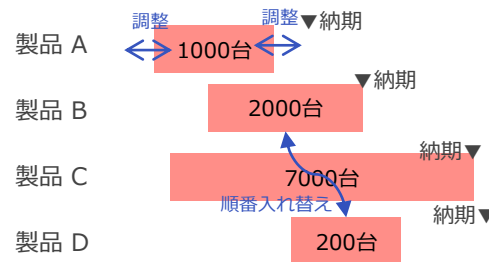 調整
調整
▼納期
製品 A
1000台
▼納期
製品 B
2000台
納期▼
製品 C
7000台
順番入れ替え
納期▼
製品 D
200台